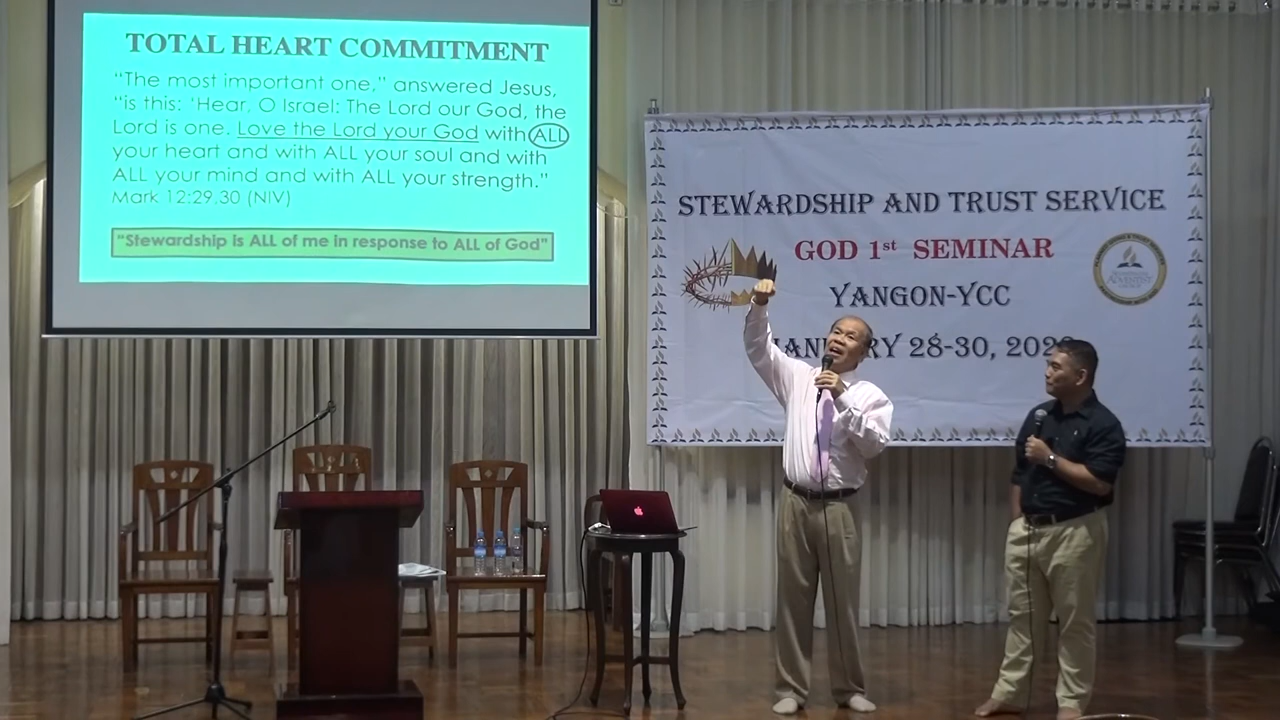 TOTAL HEART COMMITMENT
“The most important one,” answered Jesus,
“is this: ‘Hear, O Israel: The Lord our God, the
Lord is one. Love the Lord your God with ALL
your heart and with ALL your soul and with
ALL your mind and with ALL your strength.”
Mark 12:29,30 (NIV)
“Stewardship is ALL of me in response to ALL of God”
STEWARDSHIP AND TRUST SERVICE
GOD 1st SEMINAR
YANGON-YCC
JANUARY 28-30,
ADVENTIST